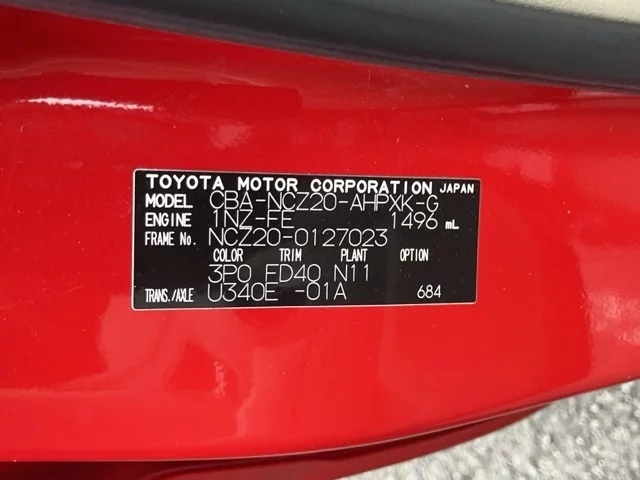 TOYOTA MOTOR CORPORATION JAPAN
MODEL CBA-NCZ20-AHPXK-G
ENGINE 1NZ-FE 1496 mL
FRAME No. NCZ20-0127023
COLOR TRIM PLANT OPTION
3P0 FD40 N11
TRANS./AXLE U340E -01A 684